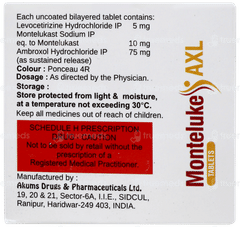 Each uncoated bilayered tablet contains:
Levocetirizine Hydrochloride IP 5 mg
Montelukast Sodium IP
eq. to Montelukast 10 mg
Ambroxol Hydrochloride IP 75 mg
(as sustained release)
Colour : Ponceau 4R
Dosage : As directed by the Physician.
Storage :
Store protected from light & moisture,
at a temperature not exceeding 30°C.
Keep all medicines out of reach of children.
SCHEDULE H PRESCRIPTION
Not to be sold by retail without the
prescription of a
Registered Medical Practitioner.
Manufactured by :
Akums Drugs & Pharmaceuticals Ltd.
19, 20 & 21, Sector-6A, I.I.E., SIDCUL,
Ranipur, Haridwar-249 403, INDIA.
Monteluke AXL
TABLETS